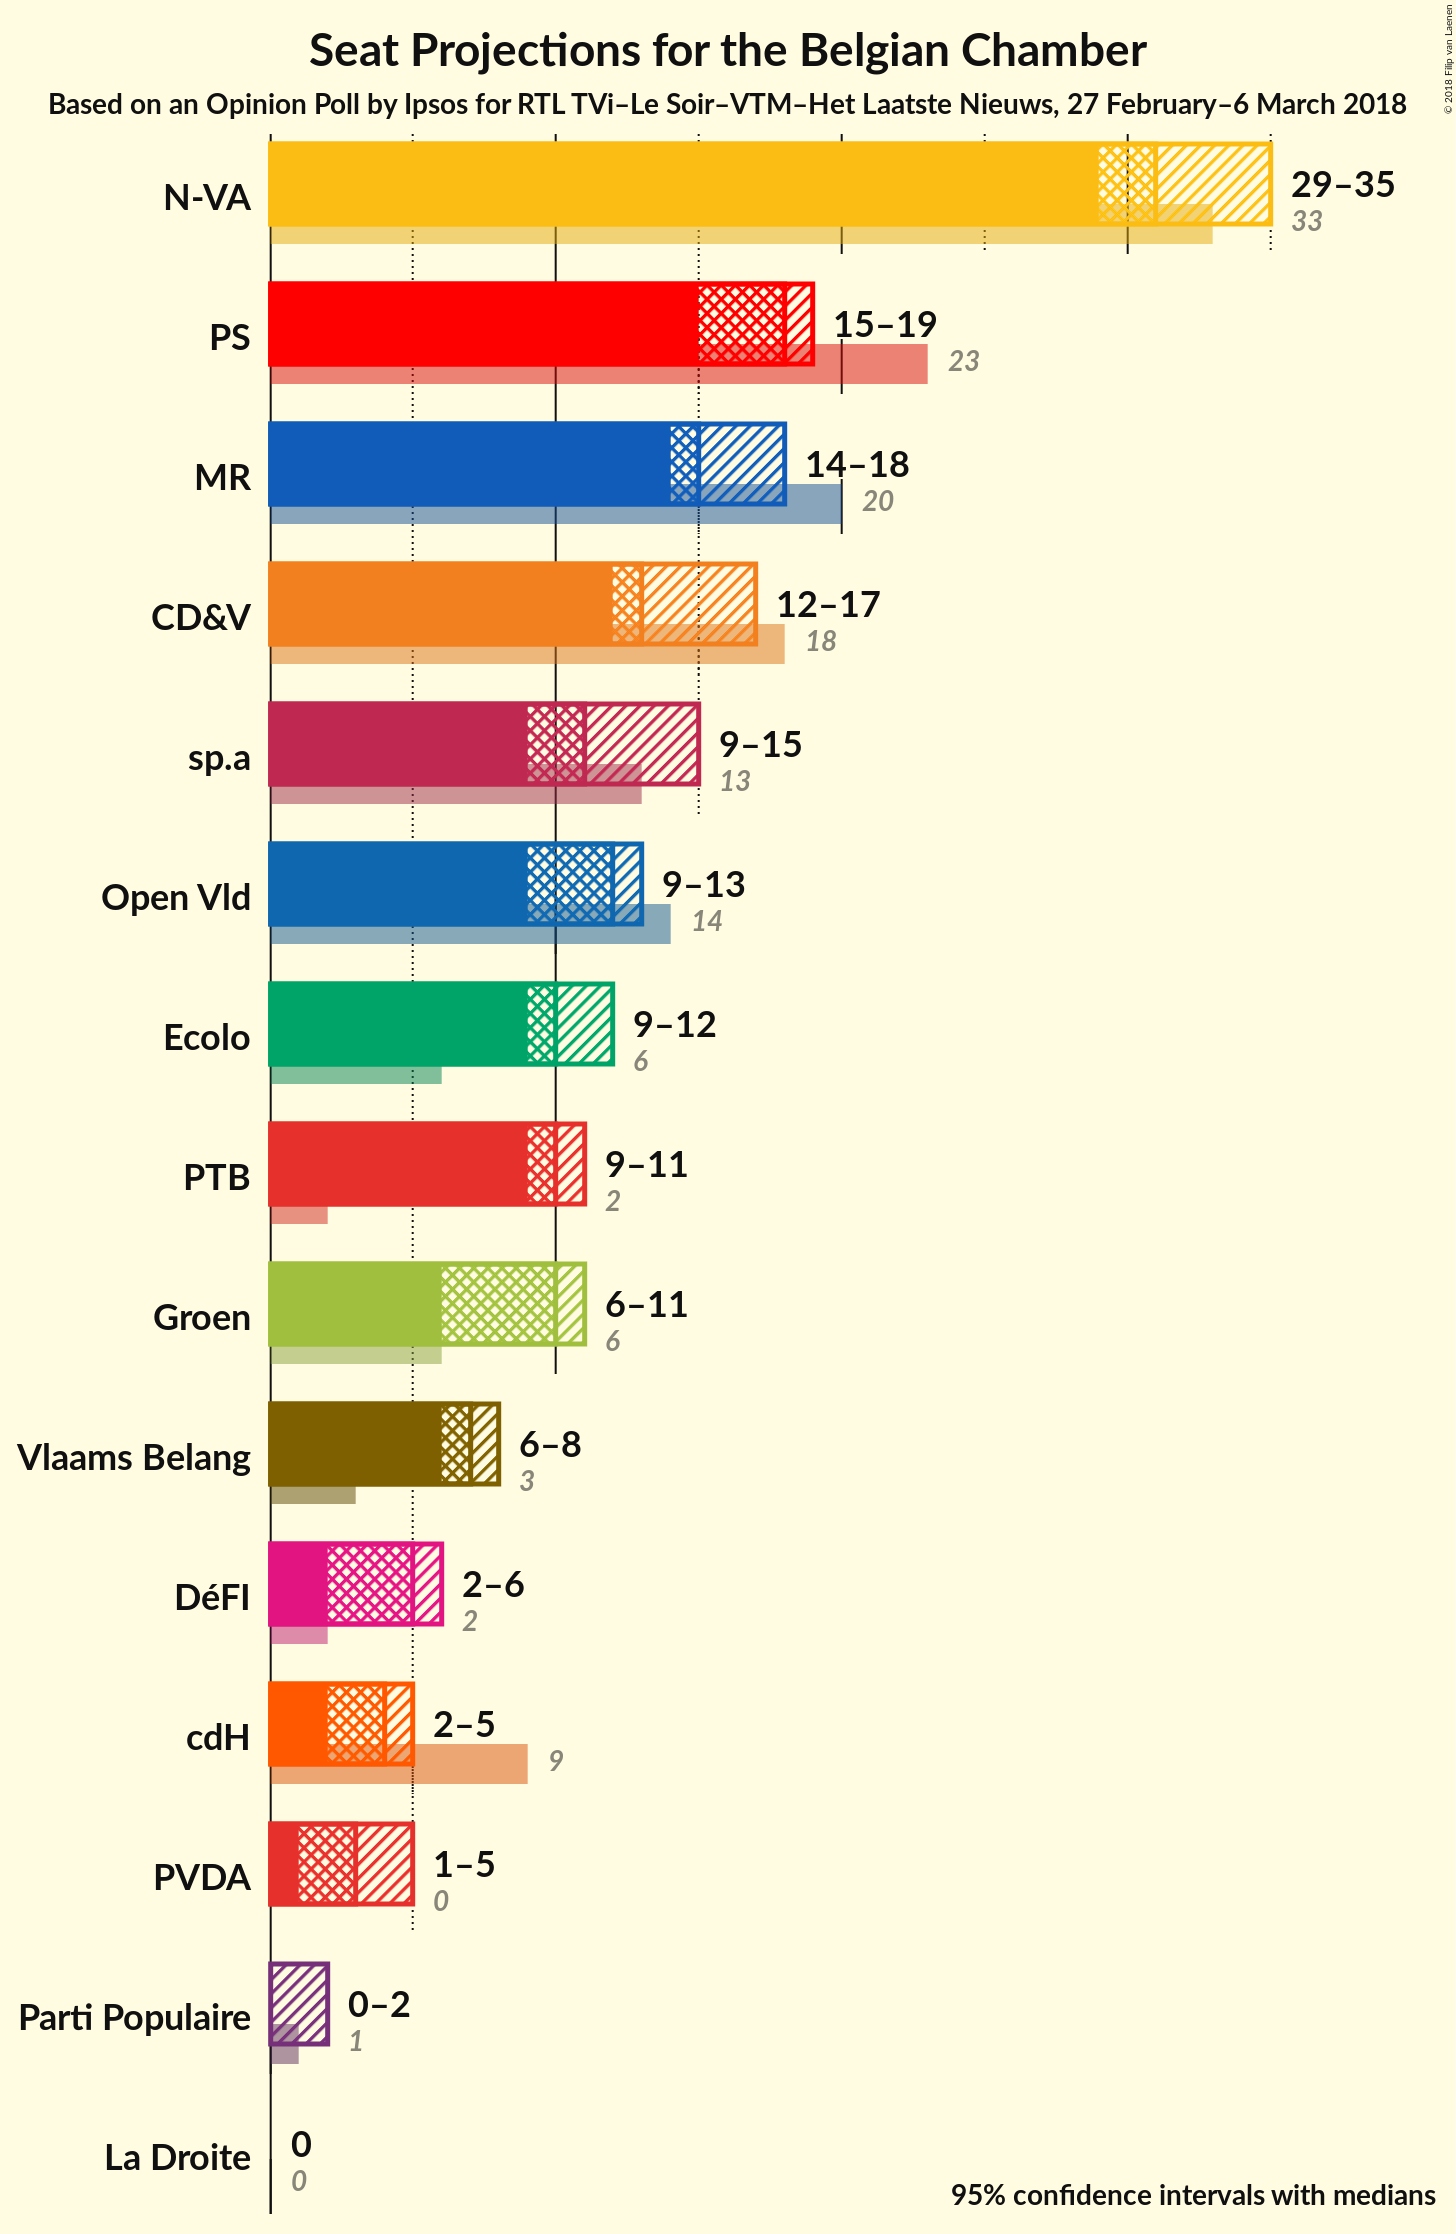 Seat Projections for the Belgian Chamber
Based on an Opinion Poll by Ipsos for RTL TVi–Le Soir–VTM–Het Laatste Nieuws, 27 February–6 March 2018
© 2018 Filip van Laenen
N-VA
29–35
33
PS
15–19
23
MR
14–18
20
CD&V
12–17
18
sp.a
9–15
13
Open Vld
9–13
14
Ecolo
9–12
6
PTB
9–11
2
Groen
6–11
6
Vlaams Belang
6–8
3
DéFI
2–6
2
cdH
2–5
9
PVDA
1–5
0
Parti Populaire
0–2
1
La Droite
0
0
95% confidence intervals with medians